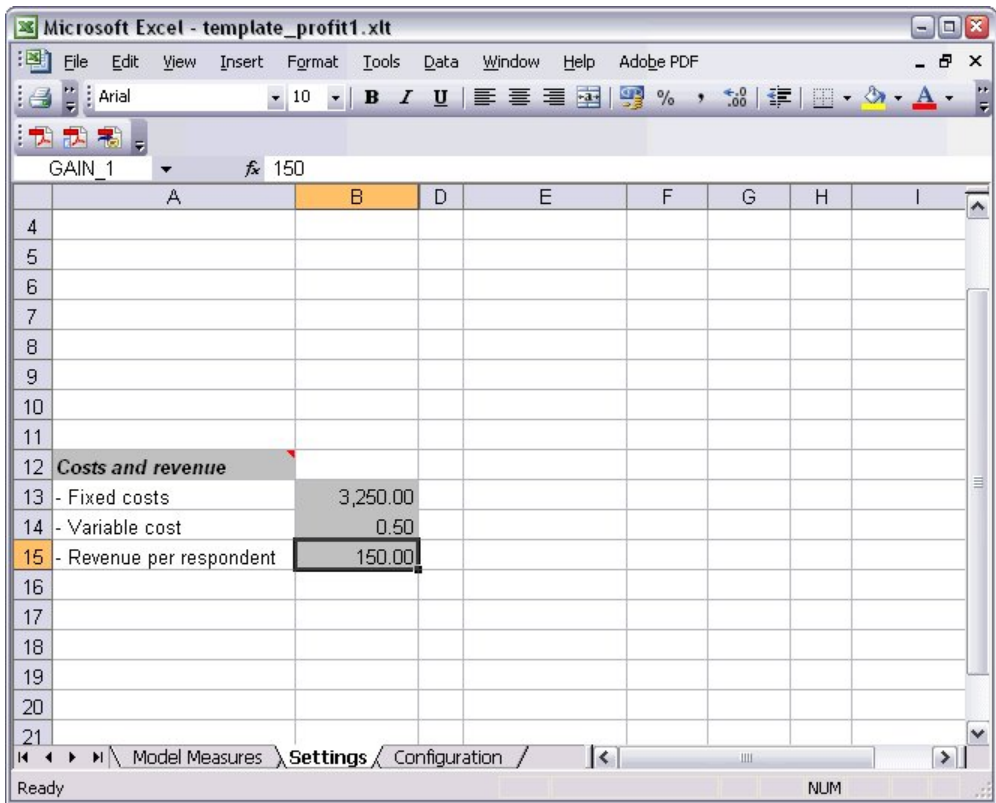 Microsoft Excel - template_profit1.xlt
File Edit View Insert Format Tools Data Window Help Adobe PDF
Arial 10 B I U % , .00 A
GAIN_1 fx 150
A B D E F G H I
4
5
6
7
8
9
10
11
12 Costs and revenue
13 - Fixed costs 3,250.00
14 - Variable cost 0.50
15 - Revenue per respondent 150.00
16
17
18
19
20
21
Model Measures Settings Configuration
Ready NUM